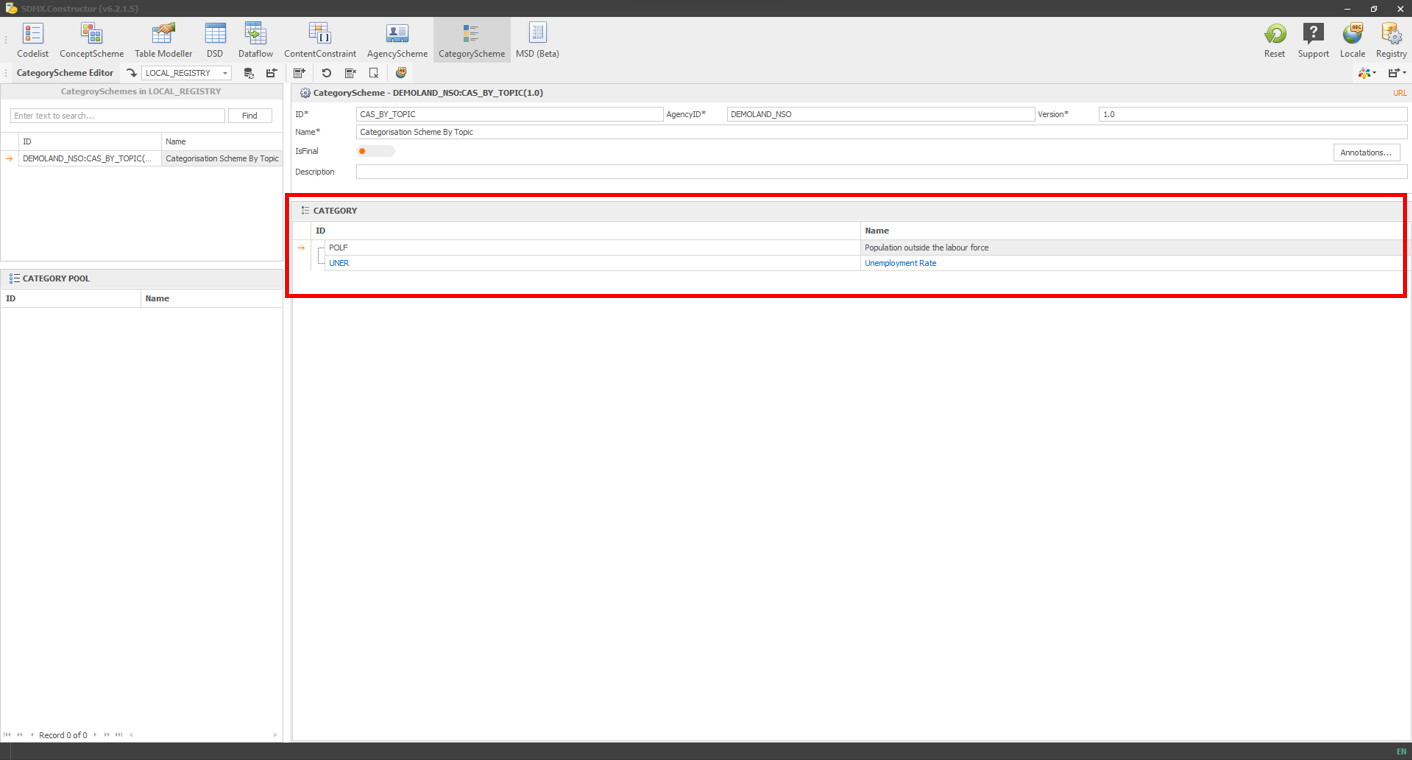 SDMX.Constructor (v6.2.1.5)
Codelist ConceptScheme Table Modeller DSD Dataflow ContentConstraint AgencyScheme CategoryScheme MSD (Beta) Reset Support Locale Registry
CategoryScheme Editor LOCAL_REGISTRY
CategroySchemes in LOCAL_REGISTRY
Enter text to search... Find
ID Name
DEMOLAND_NSO:CAS_BY_TOPIC(... Categorisation Scheme By Topic
CATEGORY POOL
ID Name
Record 0 of 0
CategoryScheme - DEMOLAND_NSO:CAS_BY_TOPIC(1.0) URL
ID* CAS_BY_TOPIC AgencyID* DEMOLAND_NSO Version* 1.0
Name* Categorisation Scheme By Topic
IsFinal Annotations...
Description
CATEGORY
ID Name
POLF Population outside the labour force
UNER Unemployment Rate
EN